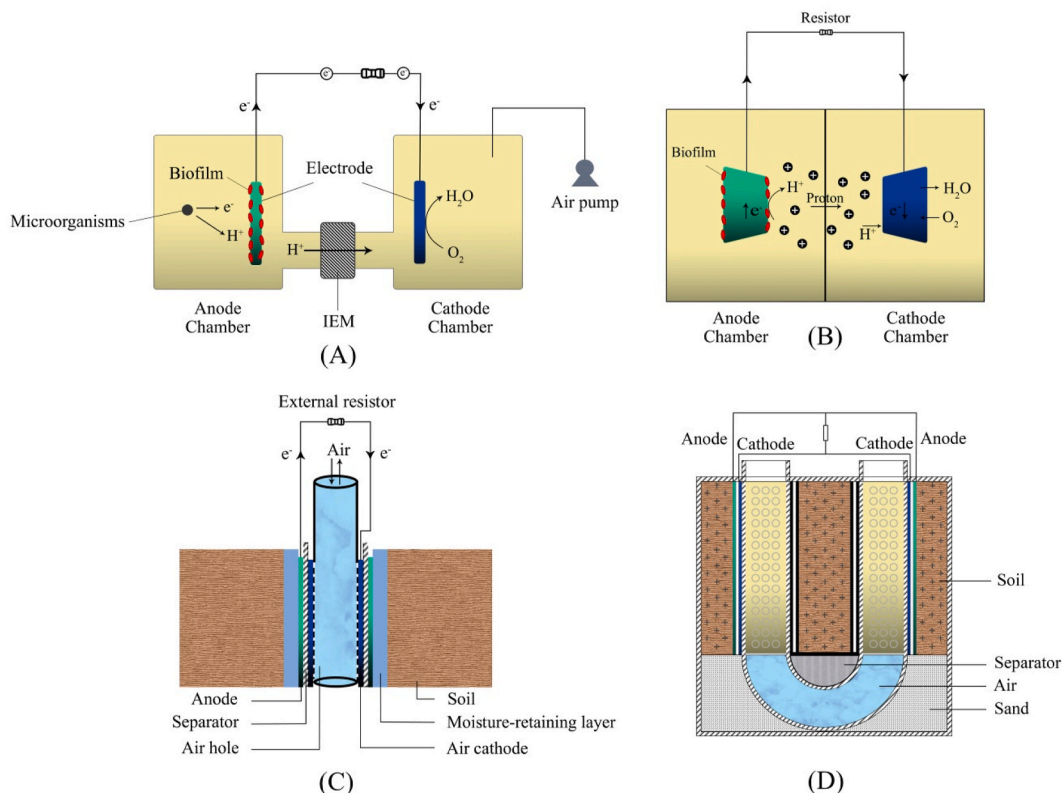 e⁻
e⁻
e⁻
e⁻
Biofilm
Electrode
Microorganisms
e⁻
H⁺
H⁺
H₂O
O₂
Air pump
Anode
Chamber
IEM
Cathode
Chamber
(A)
Resistor
Biofilm
H⁺
Proton
e⁻
e⁻
H⁺
H₂O
O₂
Anode
Chamber
Cathode
Chamber
(B)
External resistor
Air
e⁻
e⁻
Anode
Separator
Air hole
Soil
Moisture-retaining layer
Air cathode
(C)
Anode
Cathode
Cathode
Anode
Soil
Separator
Air
Sand
(D)